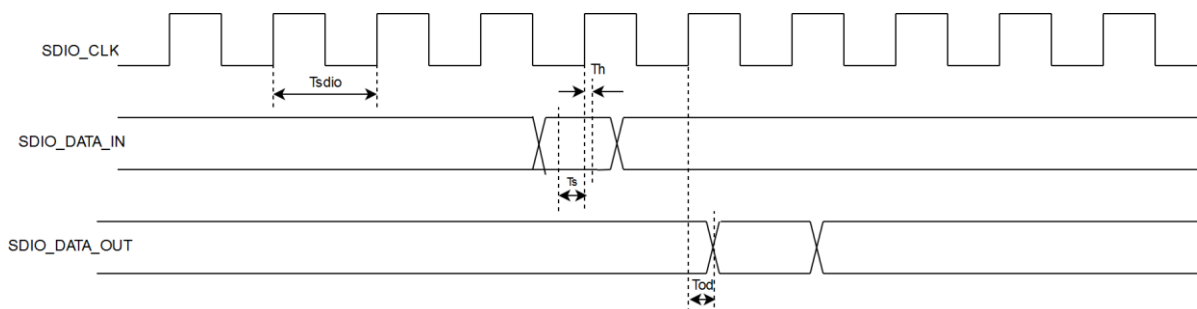 SDIO_CLK
Th
Tsdio
SDIO_DATA_IN
Ts
SDIO_DATA_OUT
Tod